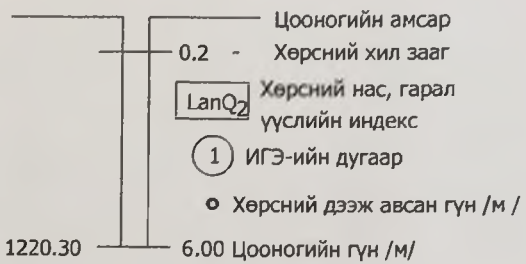 Цооногийн амсар
0.2 - Хөрсний хил зааг
LanQ2 Хөрсний нас, гарал
үүслийн индекс
1 ИГЭ-ийн дугаар
Хөрсний дээж авсан гүн /м /
1220.30 6.00 Цооногийн гүн /м/